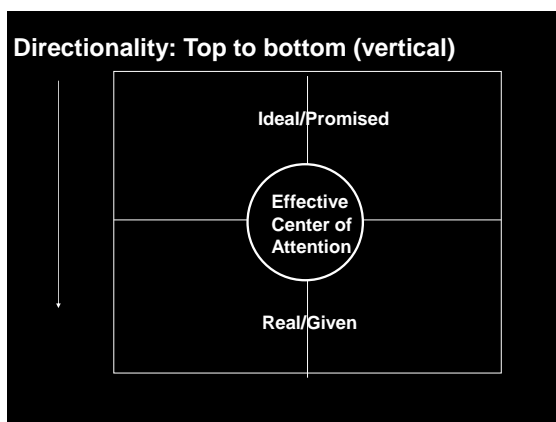 Directionality: Top to bottom (vertical)
Ideal/Promised
Effective
Center of
Attention
Real/Given